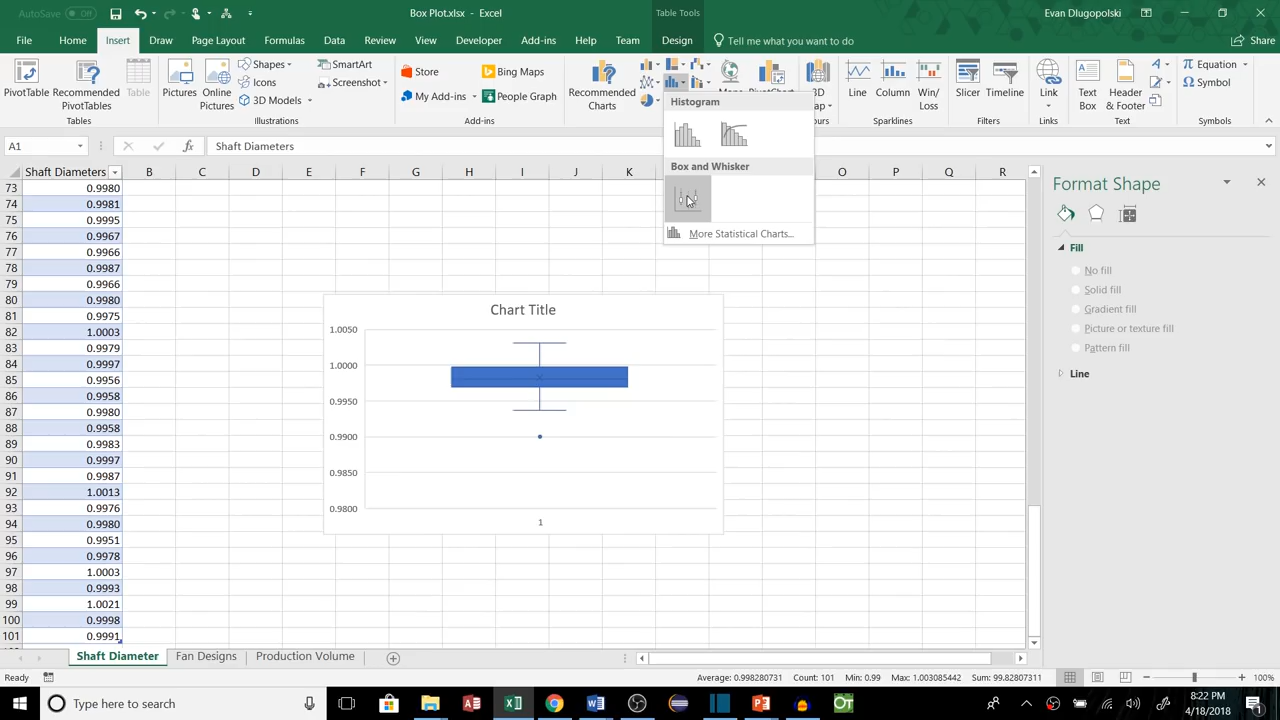 AutoSave Off
Box Plot.xlsx - Excel
Table Tools
Evan Dlugopolski
File Home Insert Draw Page Layout Formulas Data Review View Developer Add-ins Help Team Design Tell me what you want to do Share
PivotTable
Recommended PivotTables
Table
Tables
Pictures
Online Pictures
Shapes
Icons
3D Models
SmartArt
Screenshot
Illustrations
Store
My Add-ins
Bing Maps
People Graph
Add-ins
Recommended Charts
Line
Column
Win/ Loss
Sparklines
Slicer
Timeline
Filters
Link
Links
Text Box
Header & Footer
Text
Equation
Symbol
Symbols
Histogram
Box and Whisker
More Statistical Charts...
A1
fx
Shaft Diameters
Shaft Diameters B C D E F G H I J K O P Q R
73 0.9980
74 0.9981
75 0.9995
76 0.9967
77 0.9966
78 0.9987
79 0.9966
80 0.9980
81 0.9975
82 1.0003
83 0.9979
84 0.9997
85 0.9956
86 0.9958
87 0.9980
88 0.9958
89 0.9983
90 0.9997
91 0.9987
92 1.0013
93 0.9976
94 0.9980
95 0.9951
96 0.9978
97 1.0003
98 0.9993
99 1.0021
100 0.9998
101 0.9991
Chart Title
1.0050
1.0000
0.9950
0.9900
0.9850
0.9800
1
Format Shape
Fill
No fill
Solid fill
Gradient fill
Picture or texture fill
Pattern fill
Line
Shaft Diameter Fan Designs Production Volume
Ready
Average: 0.998280731 Count: 101 Min: 0.99 Max: 1.003085442 Sum: 99.82807311
100%
Type here to search
8:22 PM
4/18/2018